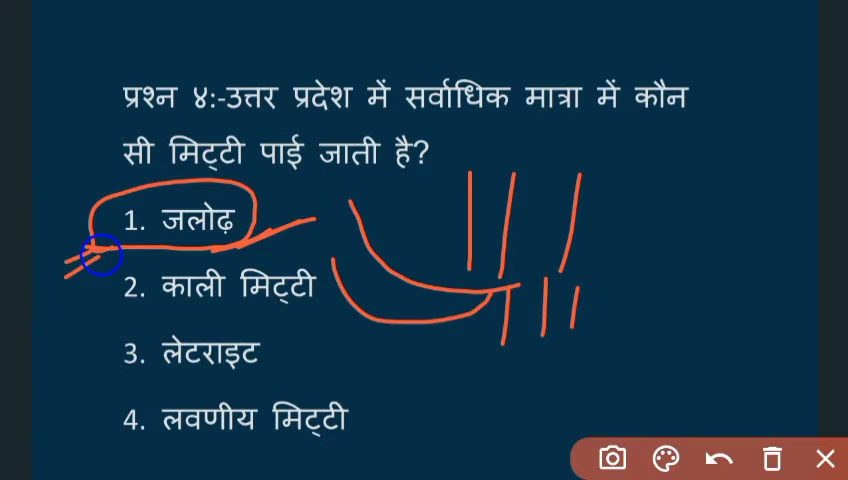 प्रश्न ४:-उत्तर प्रदेश में सर्वाधिक मात्रा में कौन
सी मिट्टी पाई जाती है?
1. जलोढ़
2. काली मिट्टी
3. लेटराइट
4. लवणीय मिट्टी